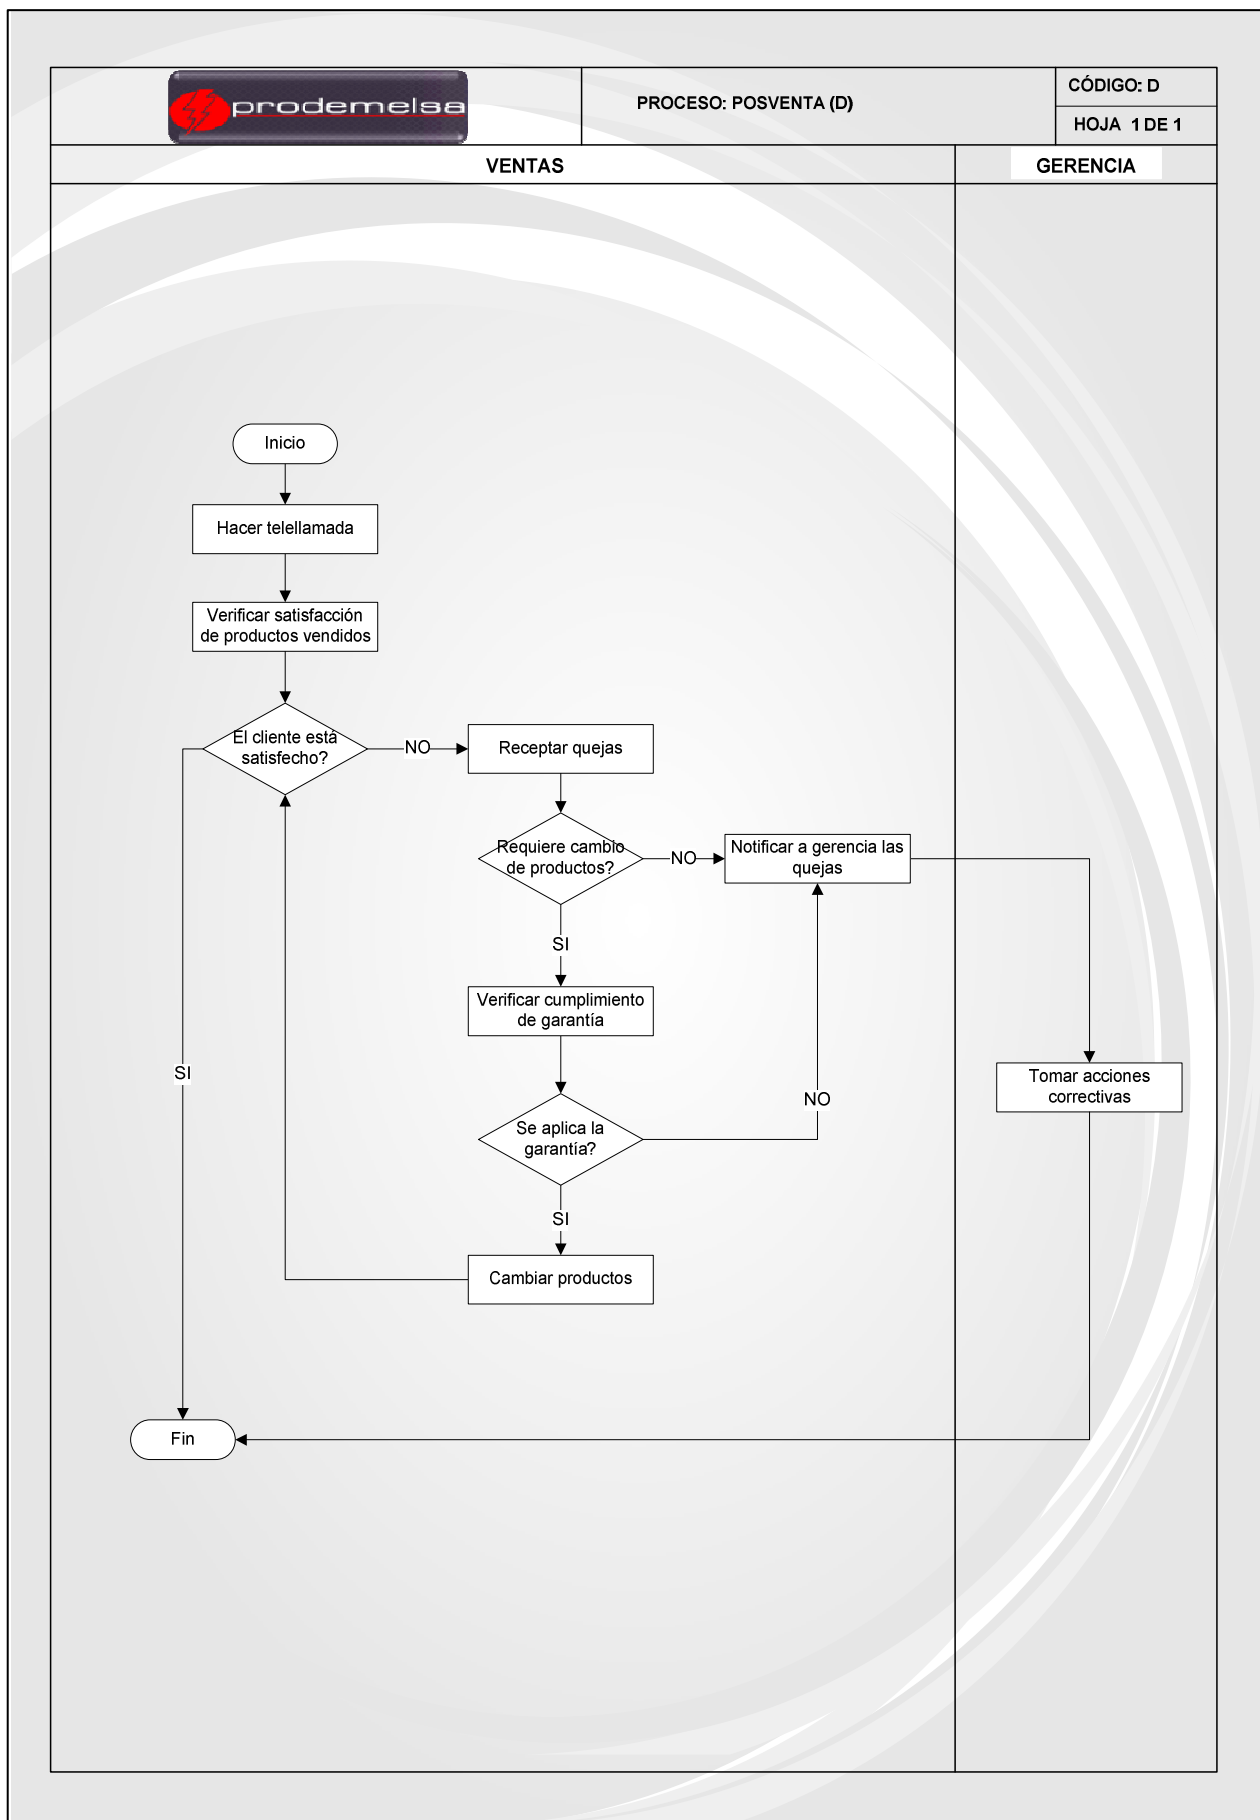 prodemelsa
PROCESO: POSVENTA (D)
CÓDIGO: D
HOJA 1 DE 1
VENTAS
GERENCIA
Inicio
Hacer telellamada
Verificar satisfacción
de productos vendidos
El cliente está
satisfecho?
NO
Receptar quejas
Requiere cambio
de productos?
NO
Notificar a gerencia las
quejas
SI
Verificar cumplimiento
de garantía
SI
Se aplica la
garantía?
NO
Tomar acciones
correctivas
SI
Cambiar productos
Fin